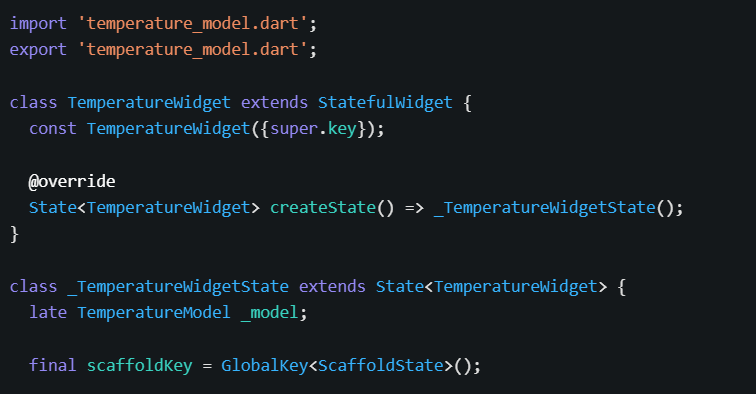 import 'temperature_model.dart';
export 'temperature_model.dart';
class TemperatureWidget extends StatefulWidget {
const TemperatureWidget({super.key});
@override
State<TemperatureWidget> createState() => _TemperatureWidgetState();
}
class _TemperatureWidgetState extends State<TemperatureWidget> {
late TemperatureModel _model;
final scaffoldKey = GlobalKey<ScaffoldState>();